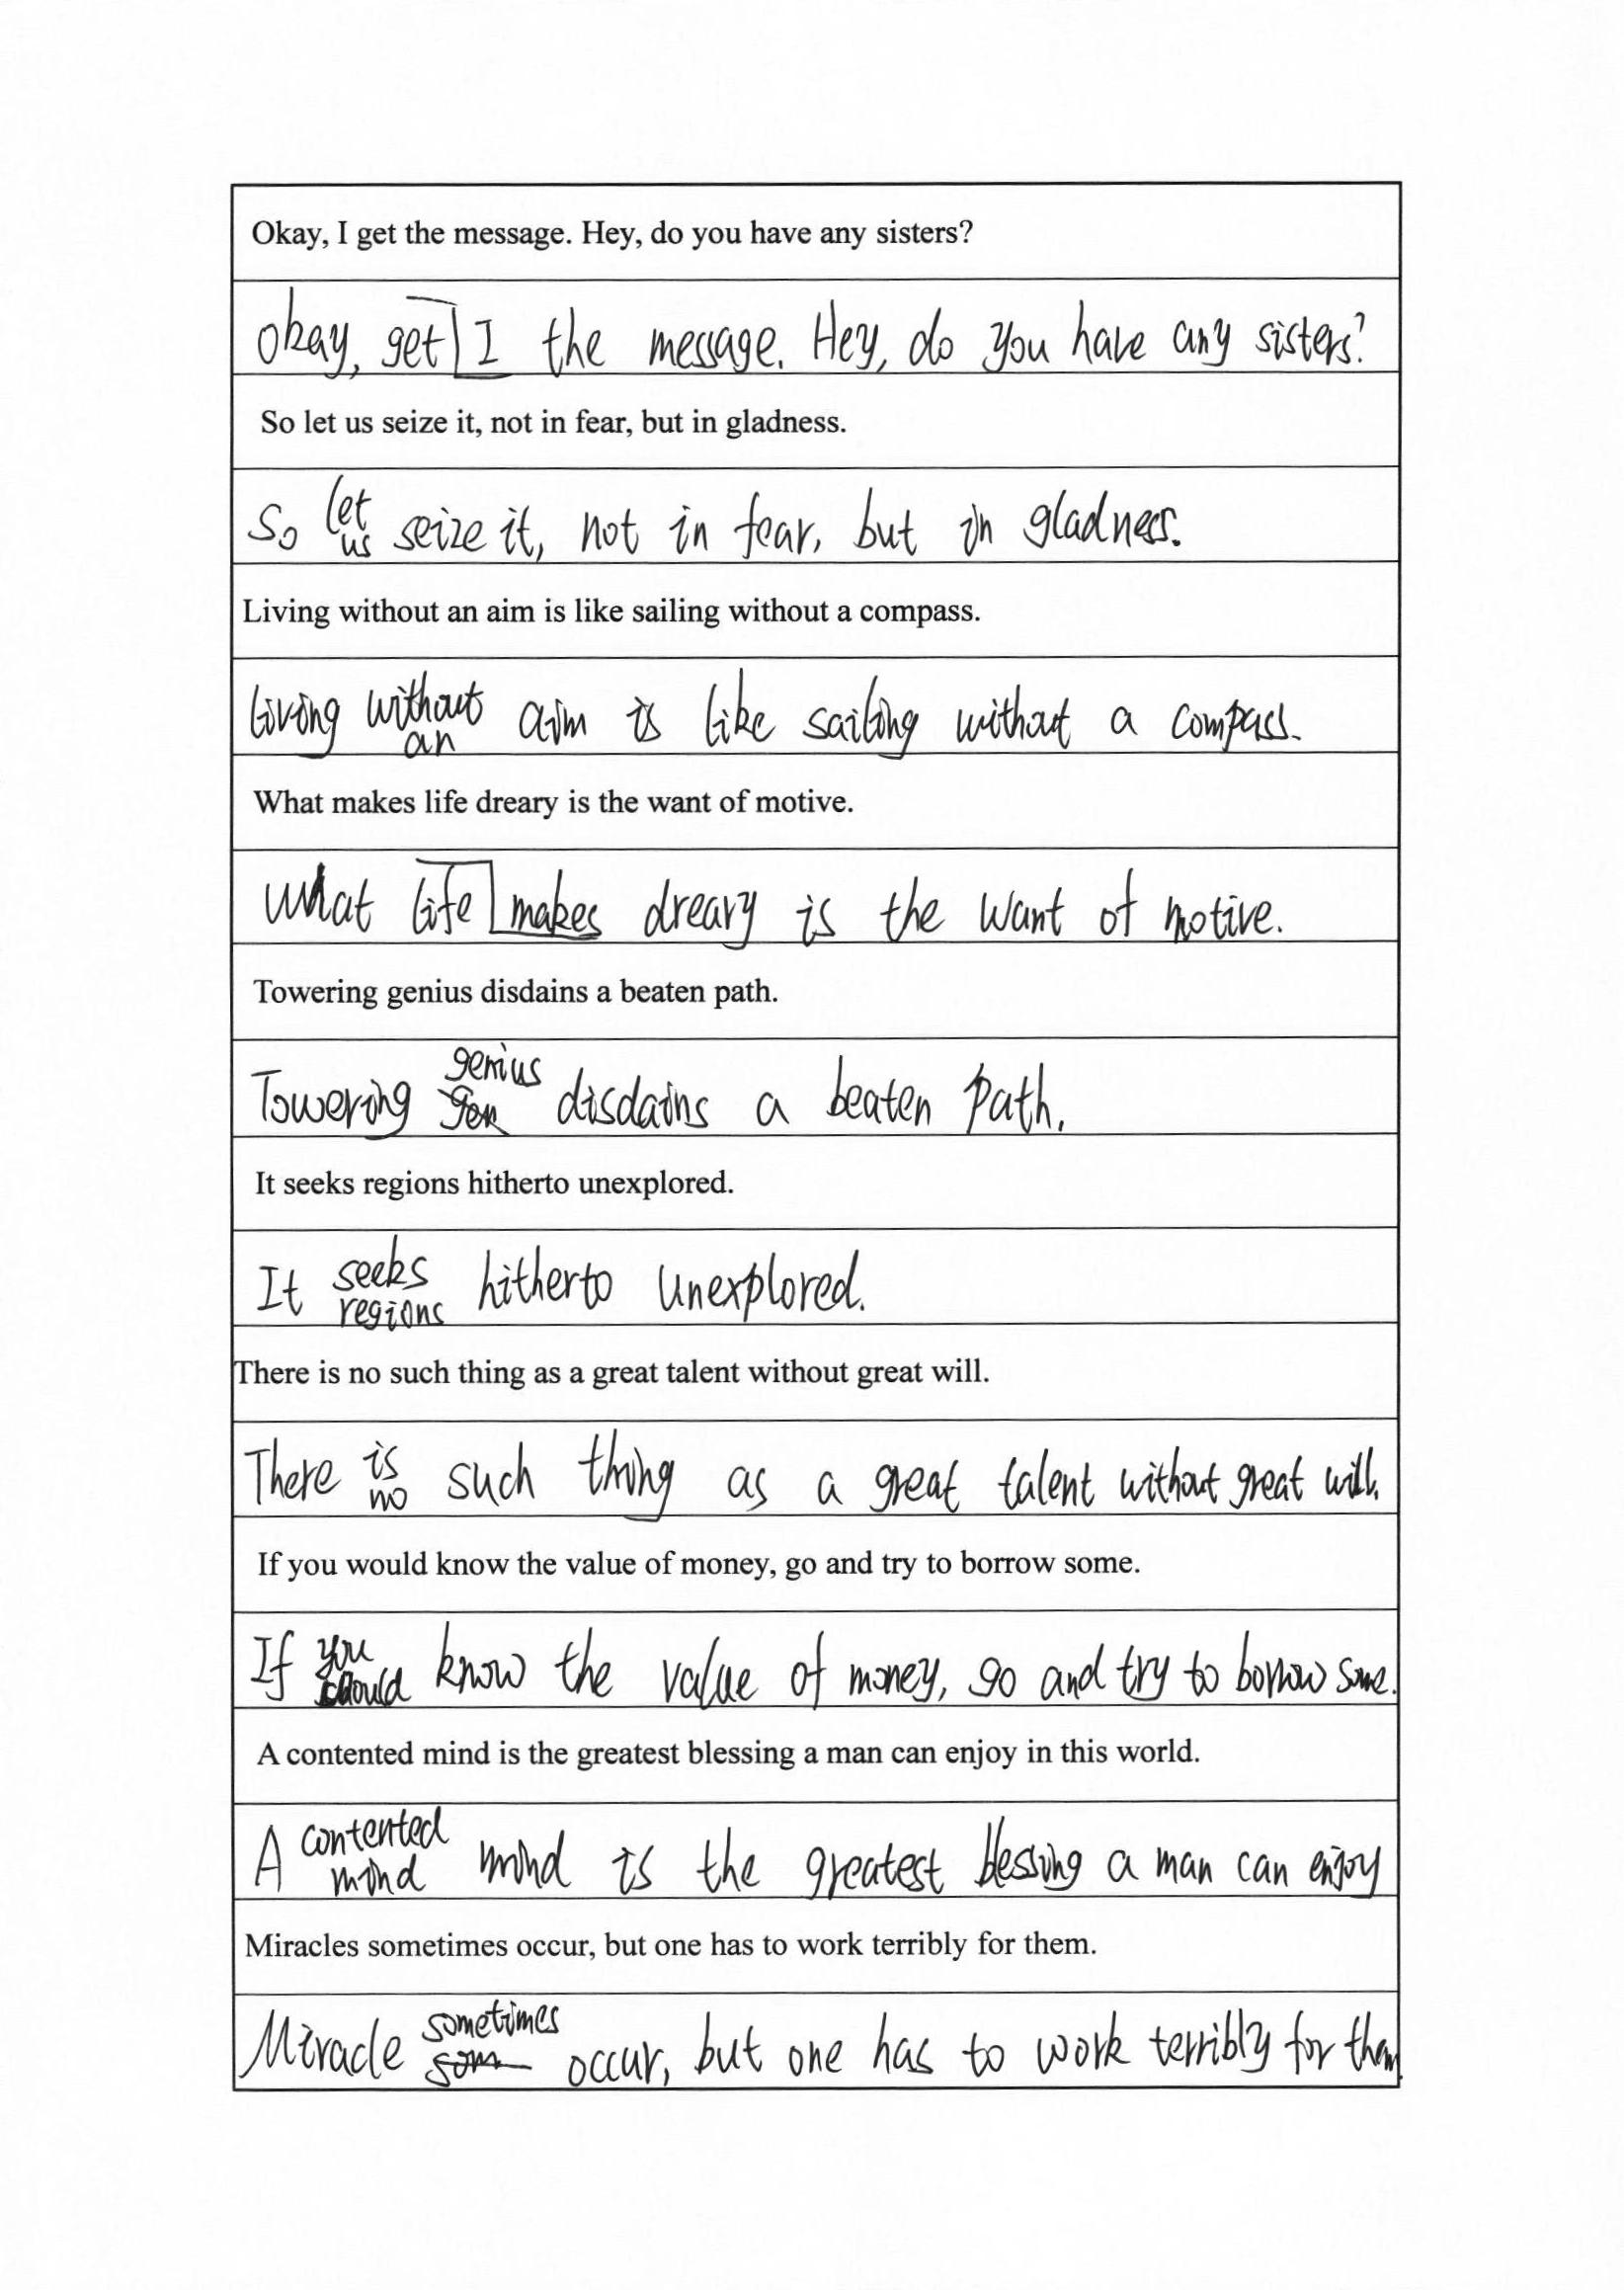 Okay, I get the message. Hey, do you have any sisters?
okay, get I the message. Hey, do you have any sisters?
So let us seize it, not in fear, but in gladness.
So let us seize it, not in fear, but in gladness.
Living without an aim is like sailing without a compass.
living without an aim is like sailing without a compass.
What makes life dreary is the want of motive.
what life makes dreary is the want of motive.
Towering genius disdains a beaten path.
Towering genius disdains a beaten path.
It seeks regions hitherto unexplored.
It seeks regions hitherto unexplored.
There is no such thing as a great talent without great will.
There is no such thing as a great talent without great will.
If you would know the value of money, go and try to borrow some.
If you know the value of money, go and try to borrow some.
A contented mind is the greatest blessing a man can enjoy in this world.
A contented mind mind is the greatest blessing a man can enjoy
Miracles sometimes occur, but one has to work terribly for them.
Miracle sometimes occur, but one has to work terribly for them.